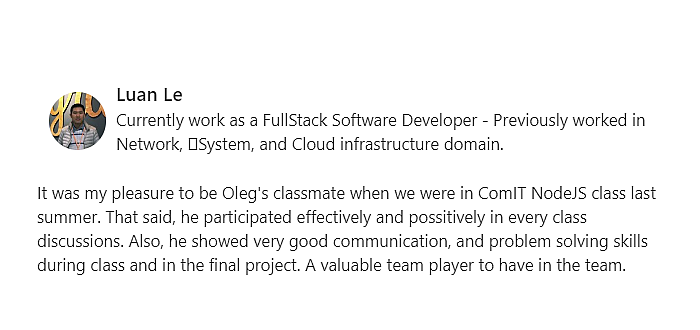 Luan Le
Currently work as a FullStack Software Developer - Previously worked in
Network, System, and Cloud infrastructure domain.
It was my pleasure to be Oleg's classmate when we were in ComIT NodeJS class last
summer. That said, he participated effectively and possitively in every class
discussions. Also, he showed very good communication, and problem solving skills
during class and in the final project. A valuable team player to have in the team.